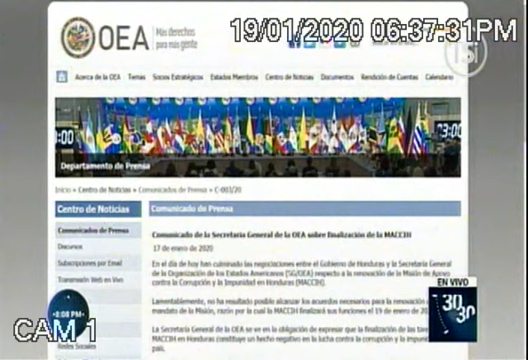 19/01/2020 06:37:31PM
OEA Más derechos
para más gente
Sí
Acerca de la OEA Temas Socios Estratégicos Estados Miembros Centro de Noticias Documentos Rendición de Cuentas Calendario
:00 3:00
Departamento de Prensa
Inicio » Centro de Noticias » Comunicados de Prensa » C-003/20
Centro de Noticias Comunicado de Prensa
Comunicados de Prensa
Discursos
Subscripciones por Email
Transmisión Web en Vivo
Redes Sociales
Comunicado de la Secretaría General de la OEA sobre finalización de la MACCIH
17 de enero de 2020
En el día de hoy han culminado las negociaciones entre el Gobierno de Honduras y la Secretaría General
de la Organización de los Estados Americanos (SG/OEA) respecto a la renovación de la Misión de Apoyo
contra la Corrupción y la Impunidad en Honduras (MACCIH).
Lamentablemente, no ha resultado posible alcanzar los acuerdos necesarios para la renovación
mandato de la Misión, razón por la cual la MACCIH finalizará sus funciones el 19 de enero de
La Secretaría General de la OEA se ve en la obligación de expresar que la finalización de las
MACCIH en Honduras constituye un hecho negativo en la lucha contra la corrupción y la
país.
EN VIVO
30
30
6:08 PM
CAM 1